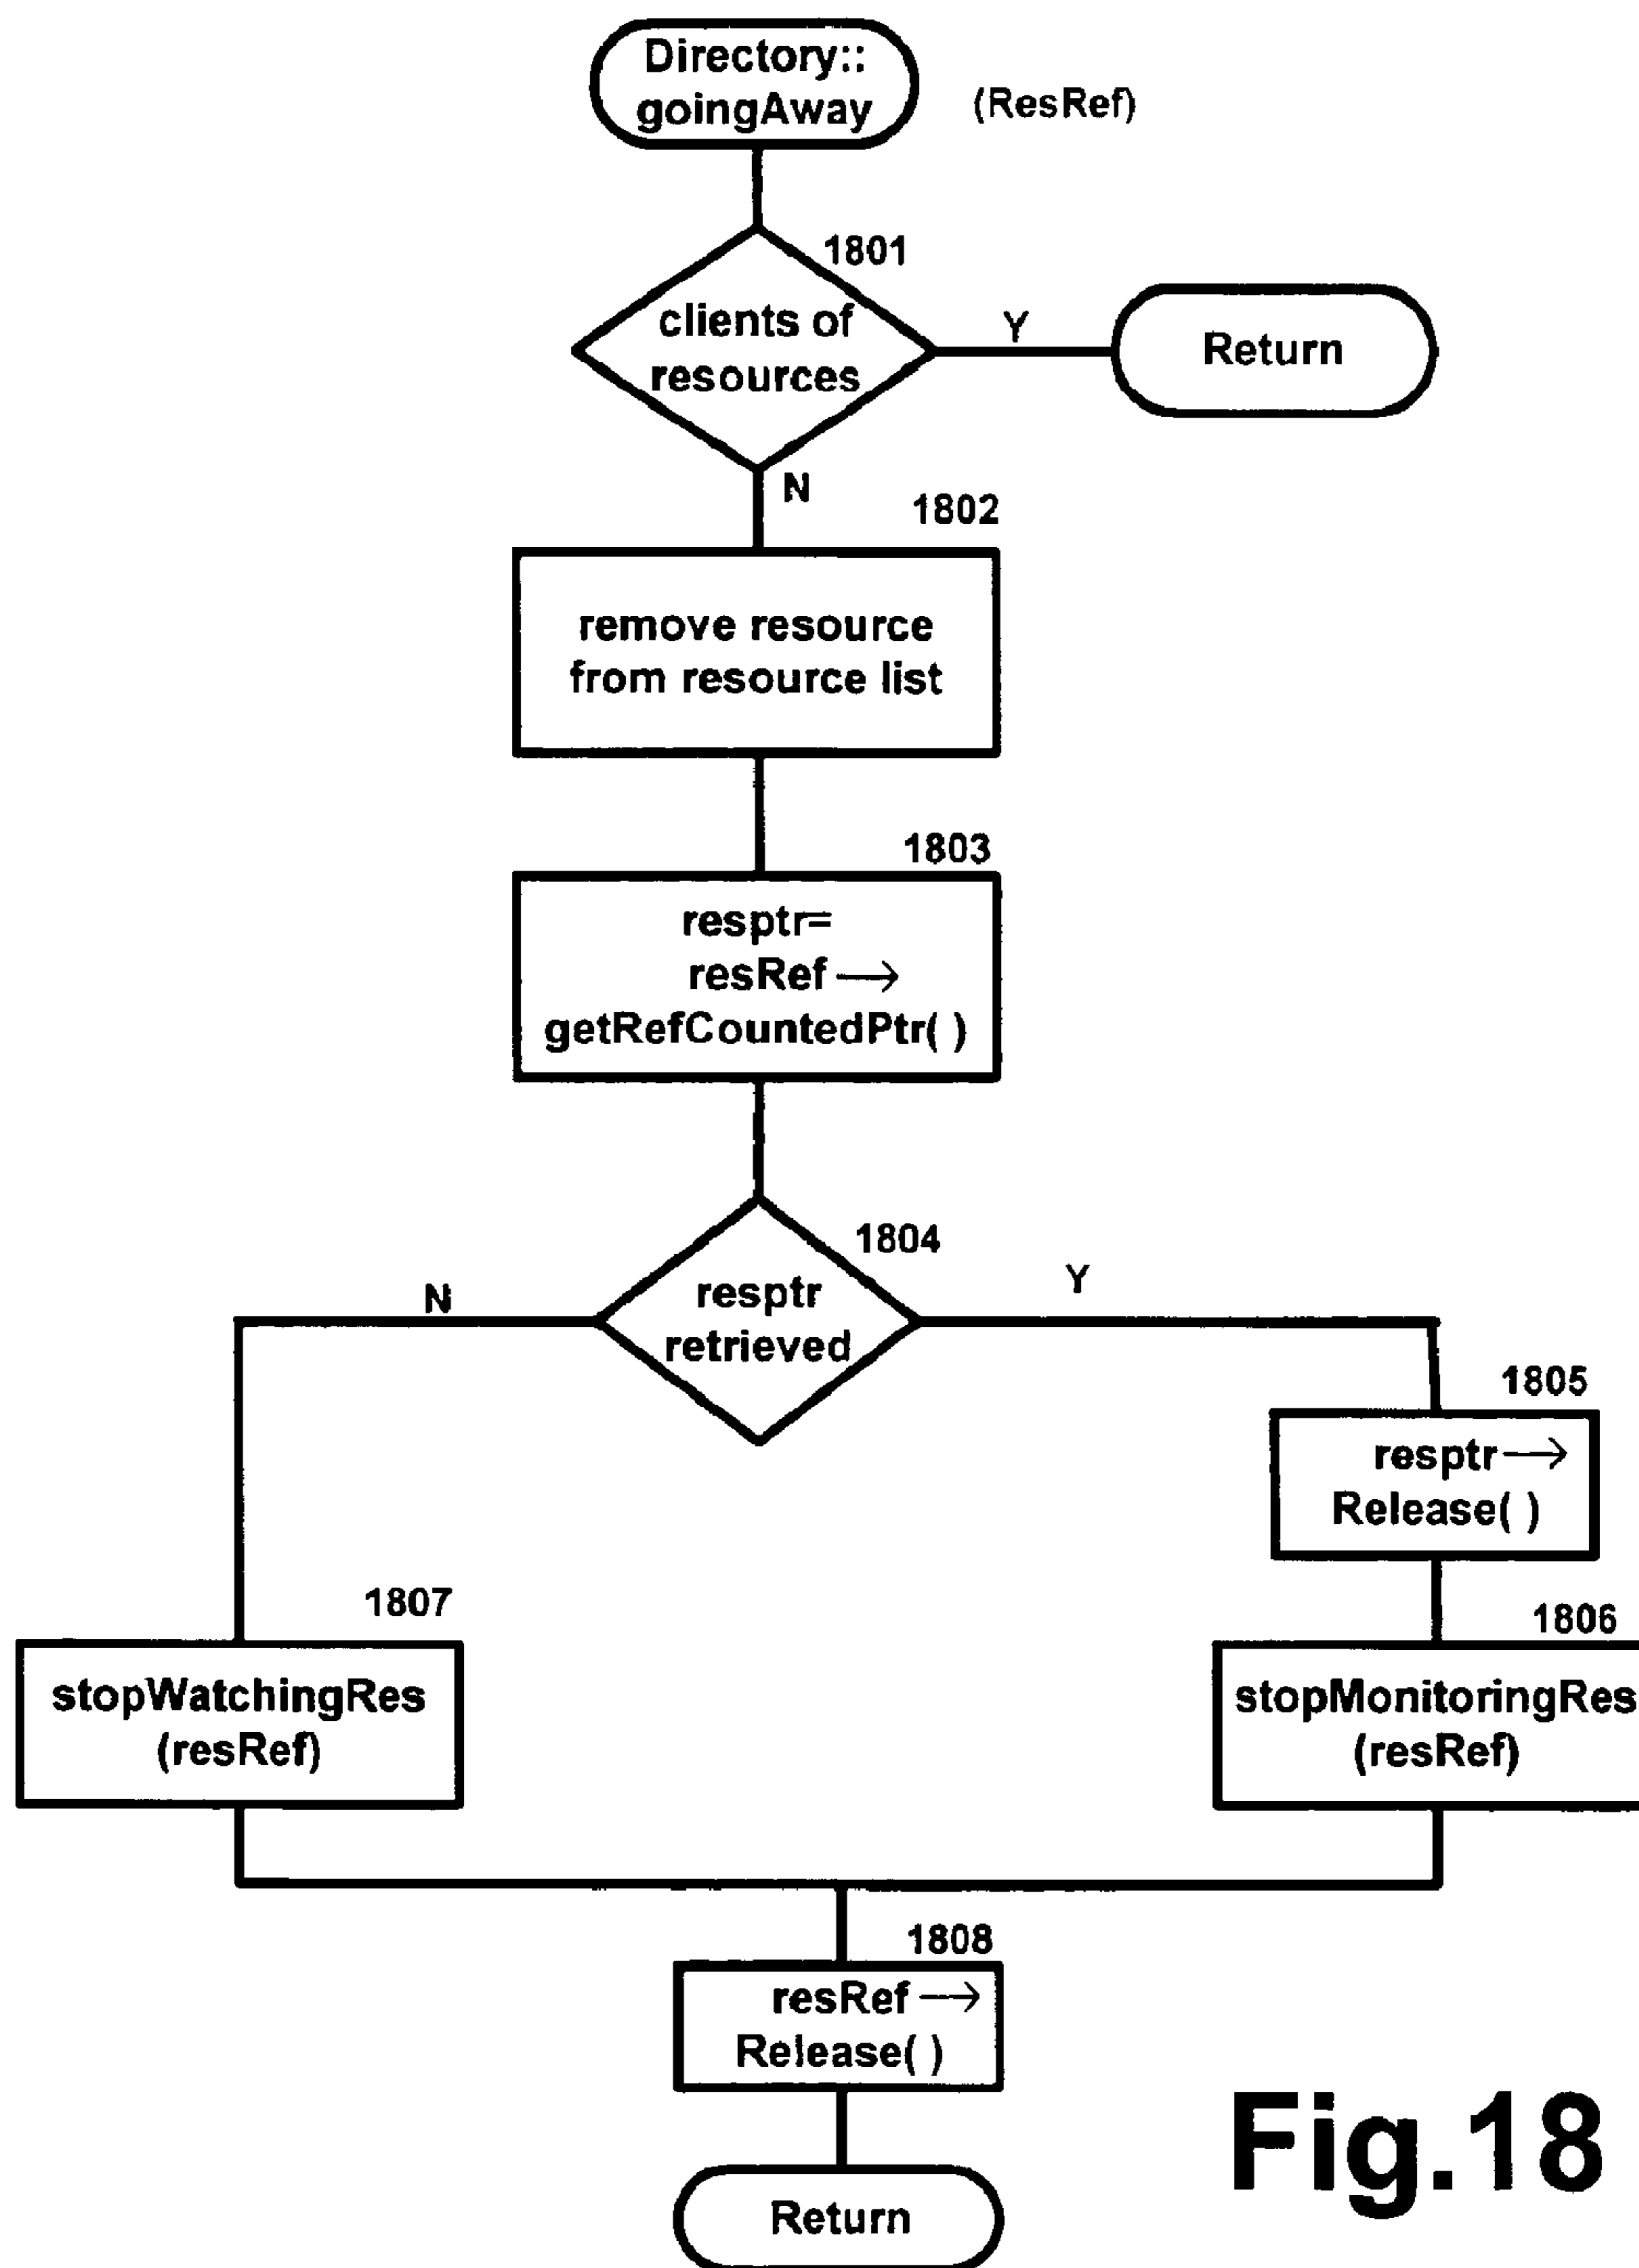 Directory::
goingAway
(ResRef)
1801
clients of
resources
Y
Return
N
1802
remove resource
from resource list
1803
resptr=
resRef →
getRefCountedPtr( )
1804
resptr
retrieved
N
Y
1805
resptr →
Release( )
1807
stopWatchingRes
(resRef)
1806
stopMonitoringRes
(resRef)
1808
resRef →
Release( )
Return
Fig.18